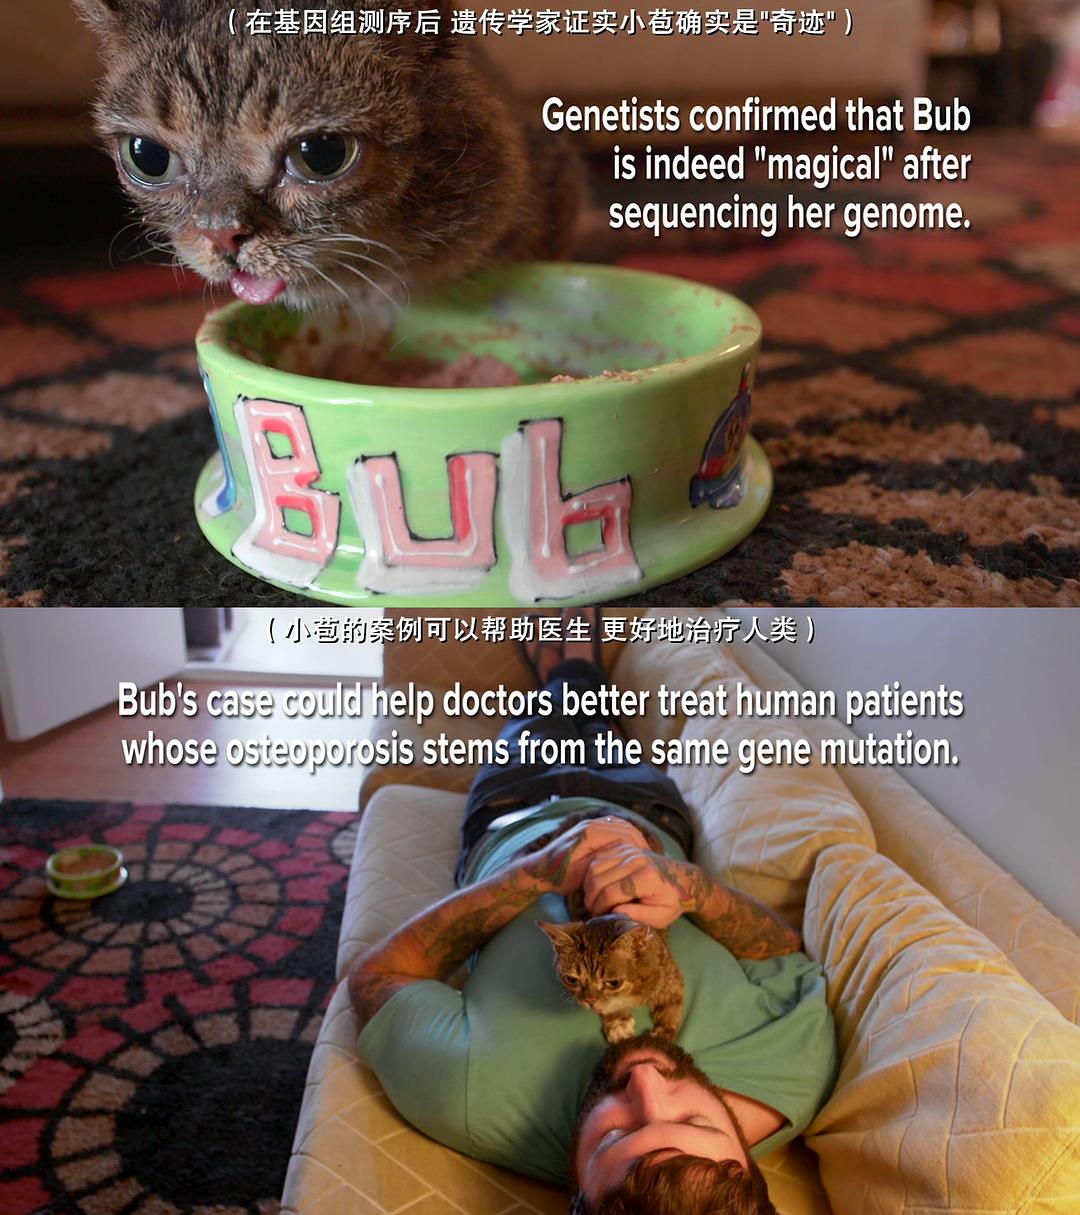 （在基因组测序后 遗传学家证实小苞确实是"奇迹"）
Genetists confirmed that Bub
is indeed "magical" after
sequencing her genome.
Bub
（小苞的案例可以帮助医生 更好地治疗人类）
Bub's case could help doctors better treat human patients
whose osteoporosis stems from the same gene mutation.